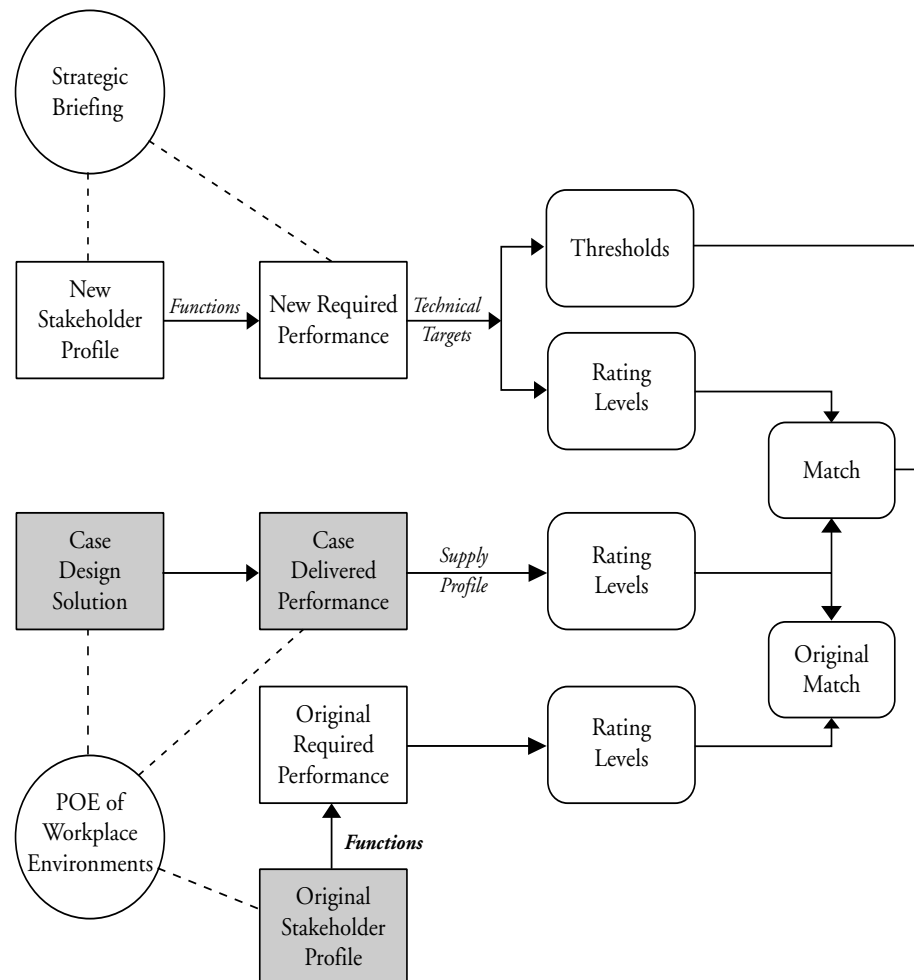 Strategic
Briefing
New
Stakeholder
Profile
Functions
New Required
Performance
Technical
Targets
Thresholds
Rating
Levels
Match
Case
Design
Solution
Case
Delivered
Performance
Supply
Profile
Rating
Levels
Original
Match
Original
Required
Performance
Rating
Levels
POE of
Workplace
Environments
Functions
Original
Stakeholder
Profile